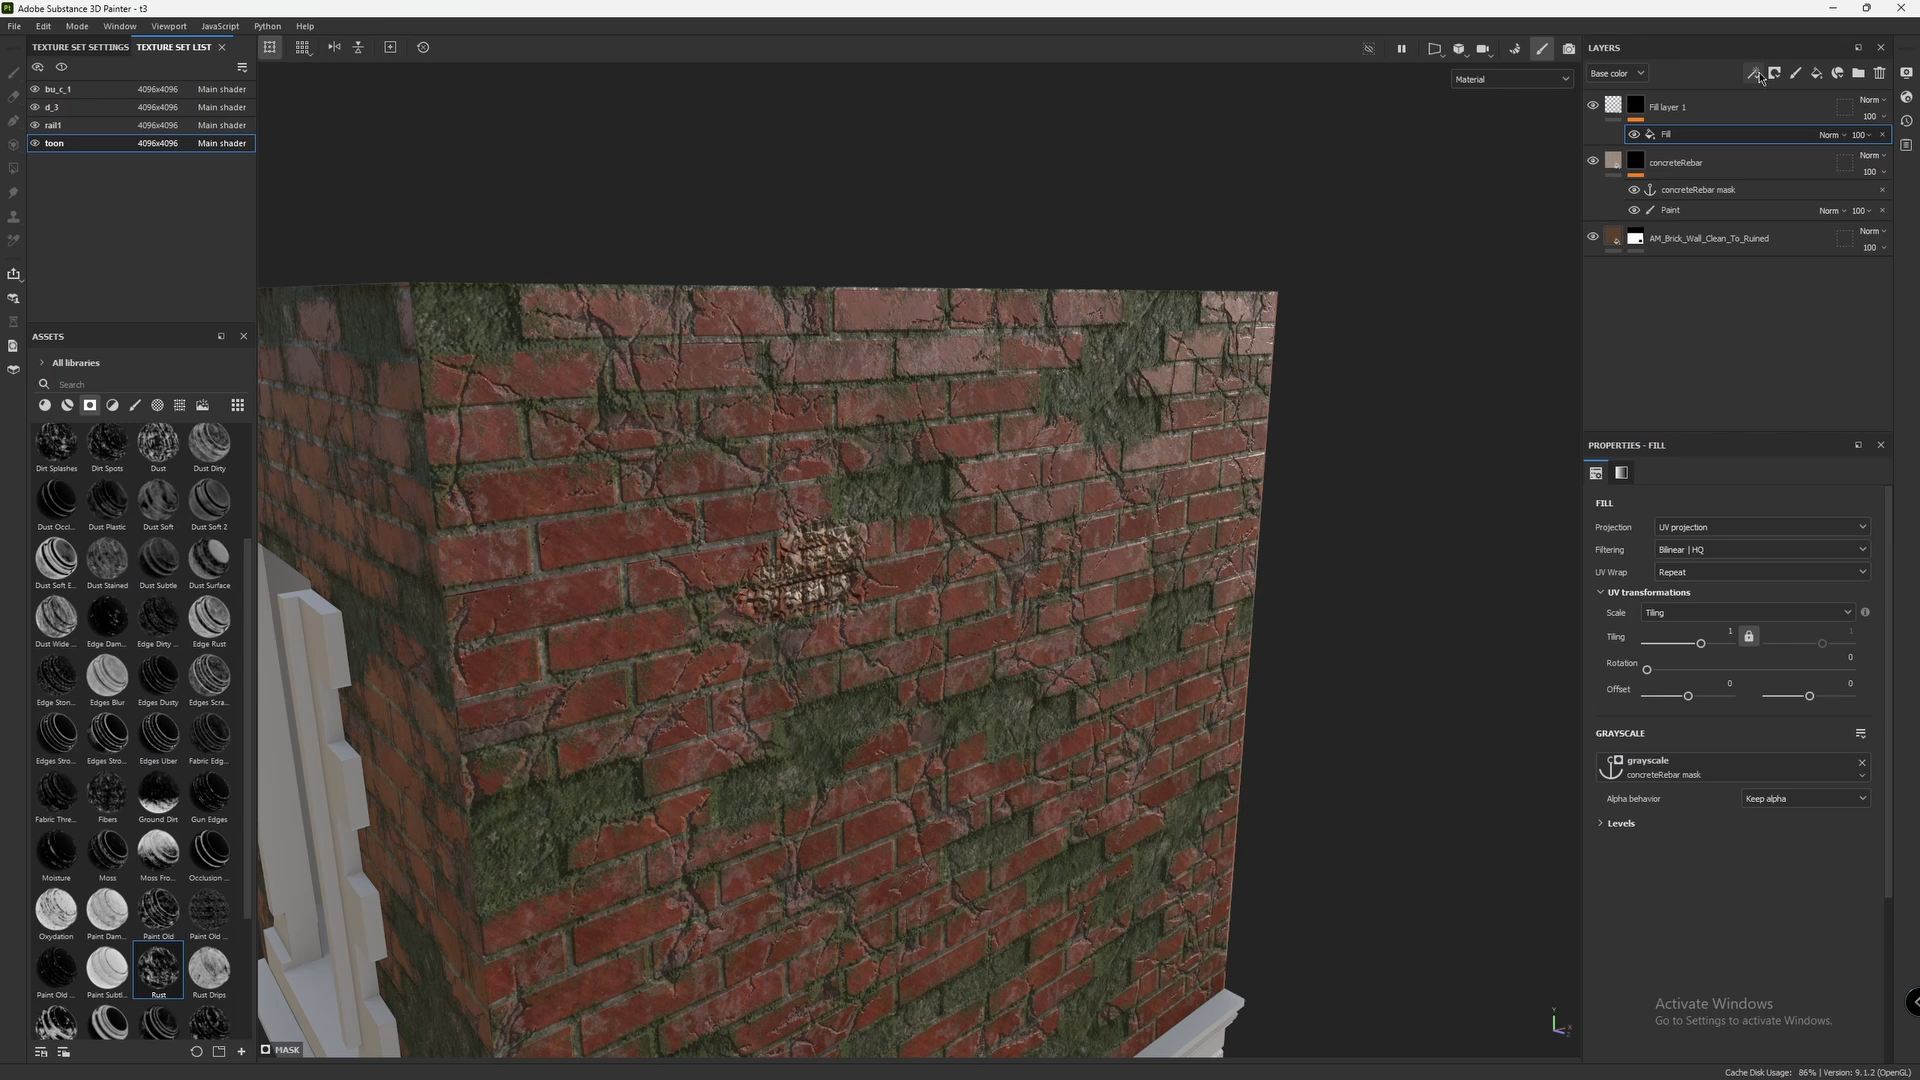 Adobe Substance 3D Painter - t3
File Edit Mode Window Viewport JavaScript Python Help
TEXTURE SET SETTINGS TEXTURE SET LIST
bu_c_1 4096x4096 Main shader
d_3 4096x4096 Main shader
rail1 4096x4096 Main shader
toon 4096x4096 Main shader
ASSETS
All libraries
Search
Dirt Splashes Dirt Spots Dust Dust Dirty
Dust Occl... Dust Plastic Dust Soft Dust Soft 2
Dust Soft E... Dust Stained Dust Subtle Dust Surface
Dust Wide ... Edge Dam... Edge Dirty ... Edge Rust
Edge Ston... Edges Blur Edges Dusty Edges Scra...
Edges Stro... Edges Stro... Edges Uber Fabric Edg...
Fabric Thre... Fibers Ground Dirt Gun Edges
Moisture Moss Moss Fro... Occlusion ...
Oxydation Paint Dam... Paint Old Paint Old ...
Paint Old ... Paint Subtl... Rust Rust Drips
Material
MASK
LAYERS
Base color
Fill layer 1 Norm
100
Fill Norm 100
concreteRebar Norm
100
concreteRebar mask
Paint Norm 100
AM_Brick_Wall_Clean_To_Ruined Norm
100
PROPERTIES - FILL
FILL
Projection UV projection
Filtering Bilinear | HQ
UV Wrap Repeat
UV transformations
Scale Tiling
Tiling 1 1
Rotation 0
Offset 0 0
GRAYSCALE
grayscale
concreteRebar mask
Alpha behavior Keep alpha
Levels
Activate Windows
Go to Settings to activate Windows.
Cache Disk Usage: 86% | Version: 9.1.2 (OpenGL)